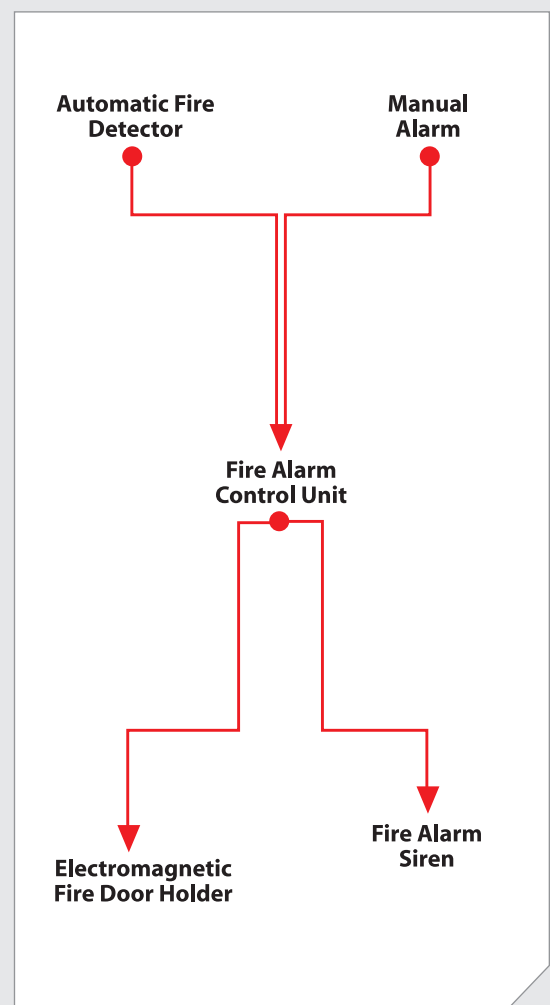 Automatic Fire
Detector
Manual
Alarm
Fire Alarm
Control Unit
Electromagnetic
Fire Door Holder
Fire Alarm
Siren